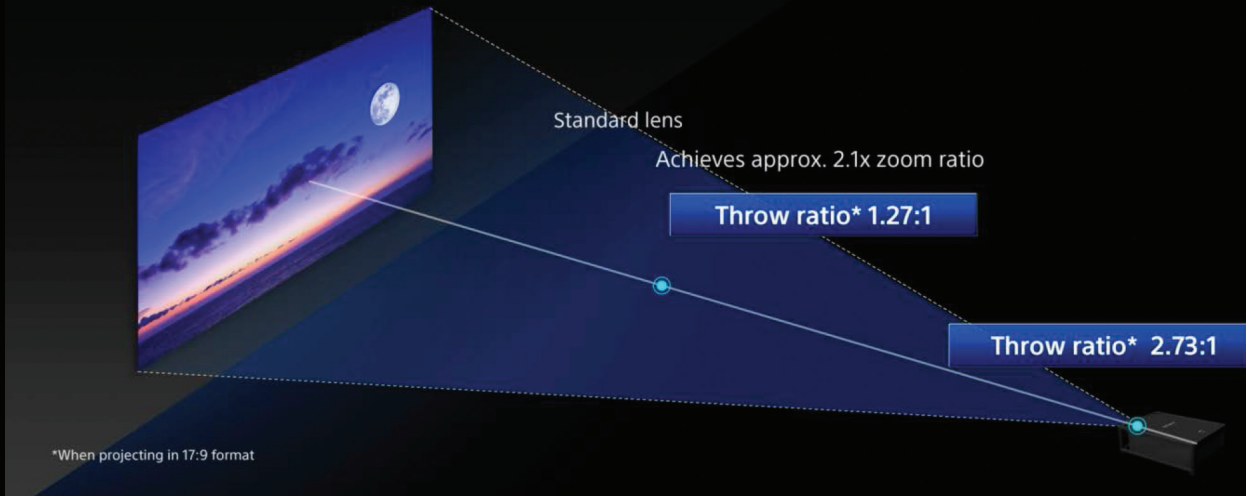 Standard lens
Achieves approx. 2.1x zoom ratio
Throw ratio* 1.27:1
Throw ratio* 2.73:1
*When projecting in 17:9 format